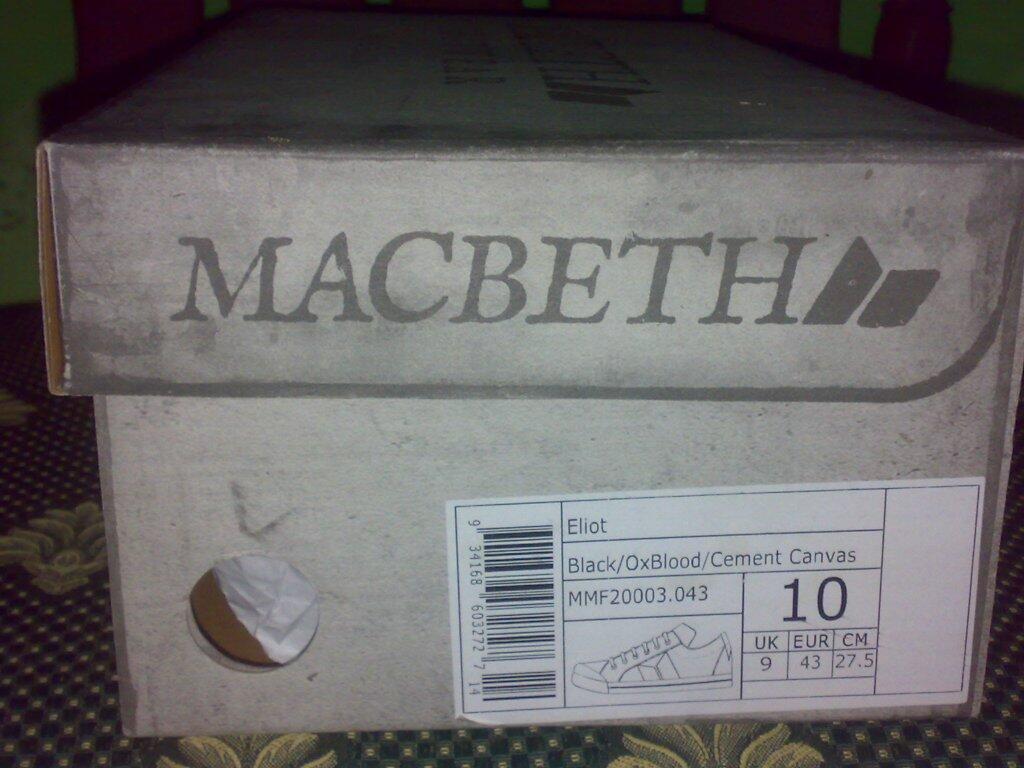 MACBETH
Eliot
Black/OxBlood/Cement Canvas
MMF20003.043
10
UK EUR CM
9 43 27.5
9 34168 603272 7 14